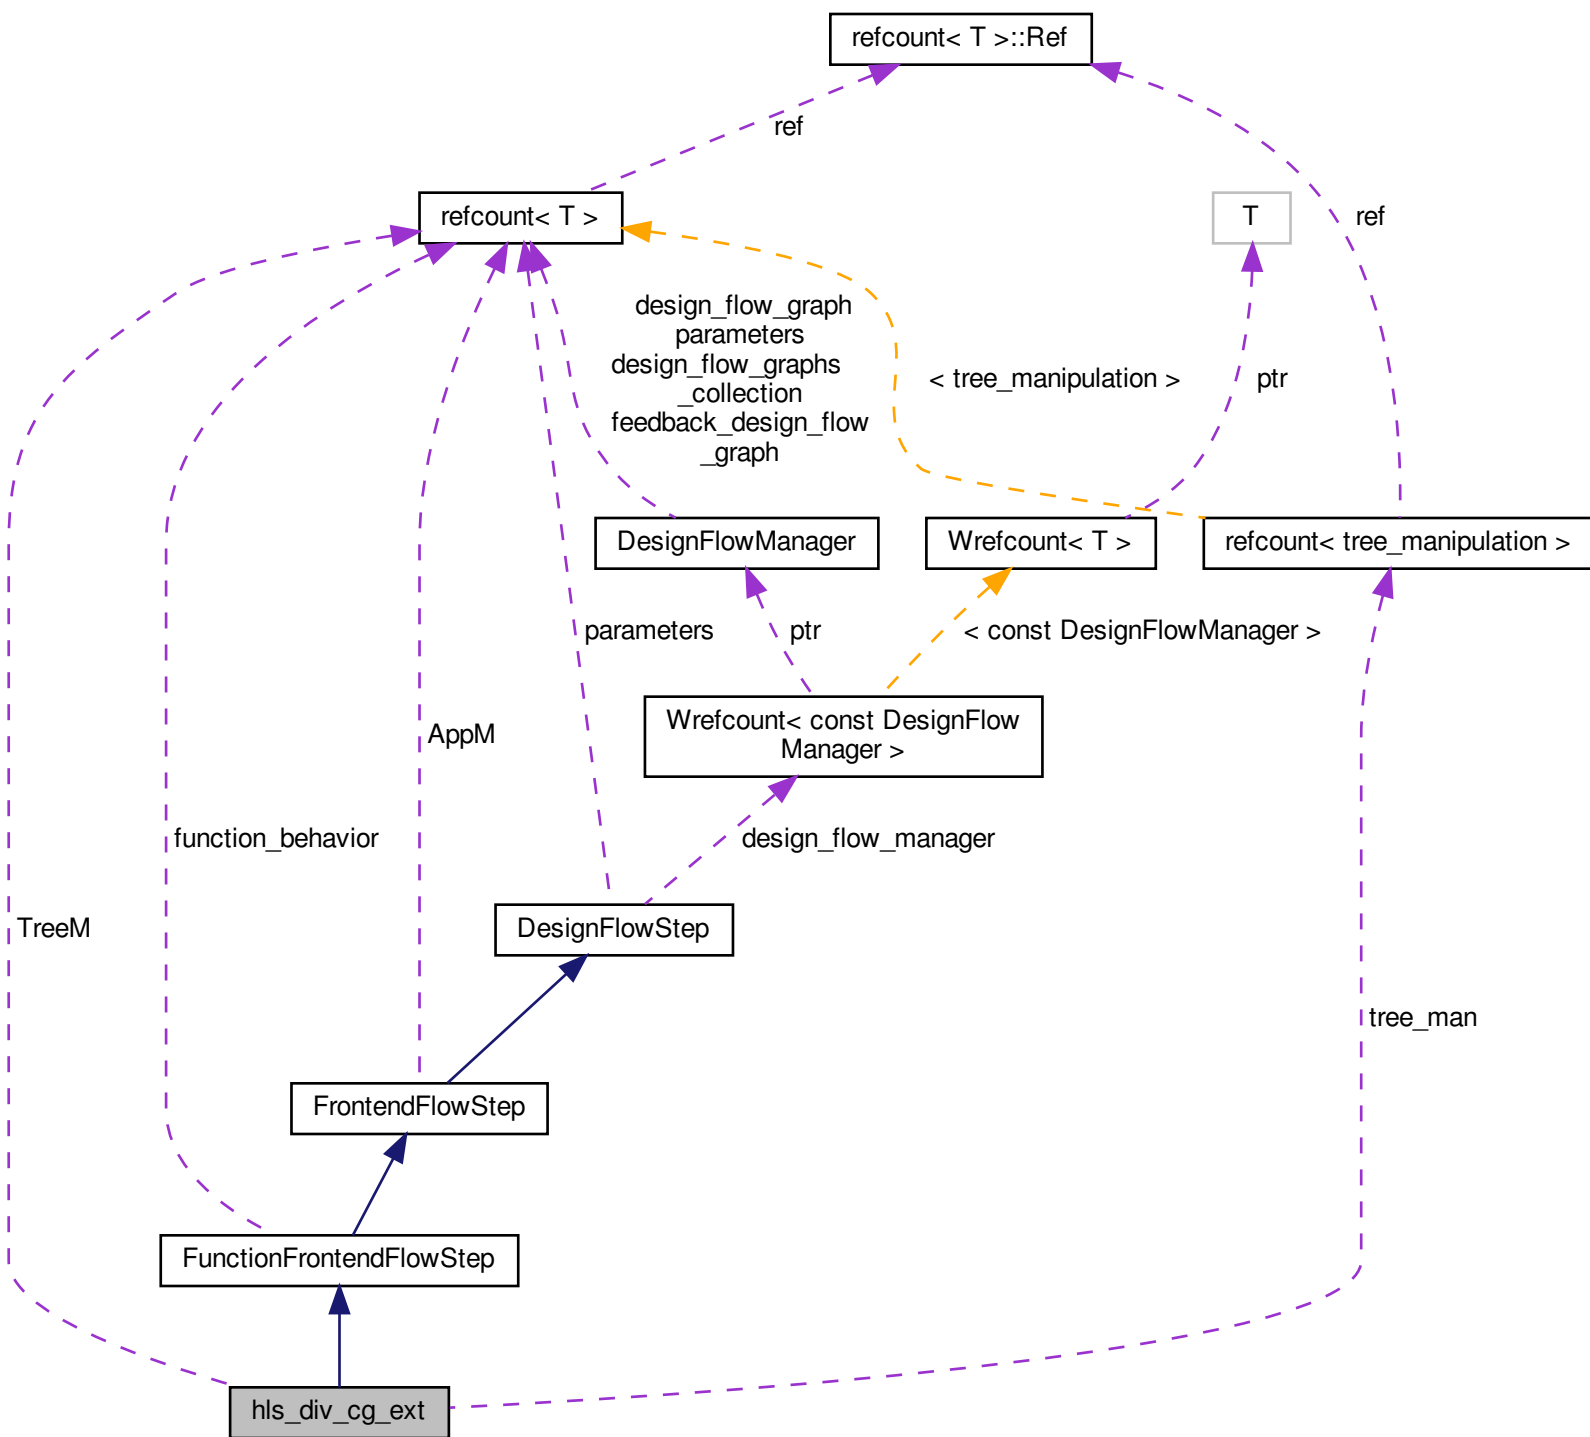 refcount< T >::Ref
ref
refcount< T >
T
ref
design_flow_graph
parameters
design_flow_graphs
_collection
feedback_design_flow
_graph
< tree_manipulation >
ptr
DesignFlowManager
Wrefcount< T >
refcount< tree_manipulation >
parameters
ptr
< const DesignFlowManager >
Wrefcount< const DesignFlow
Manager >
AppM
function_behavior
design_flow_manager
TreeM
DesignFlowStep
tree_man
FrontendFlowStep
FunctionFrontendFlowStep
hls_div_cg_ext